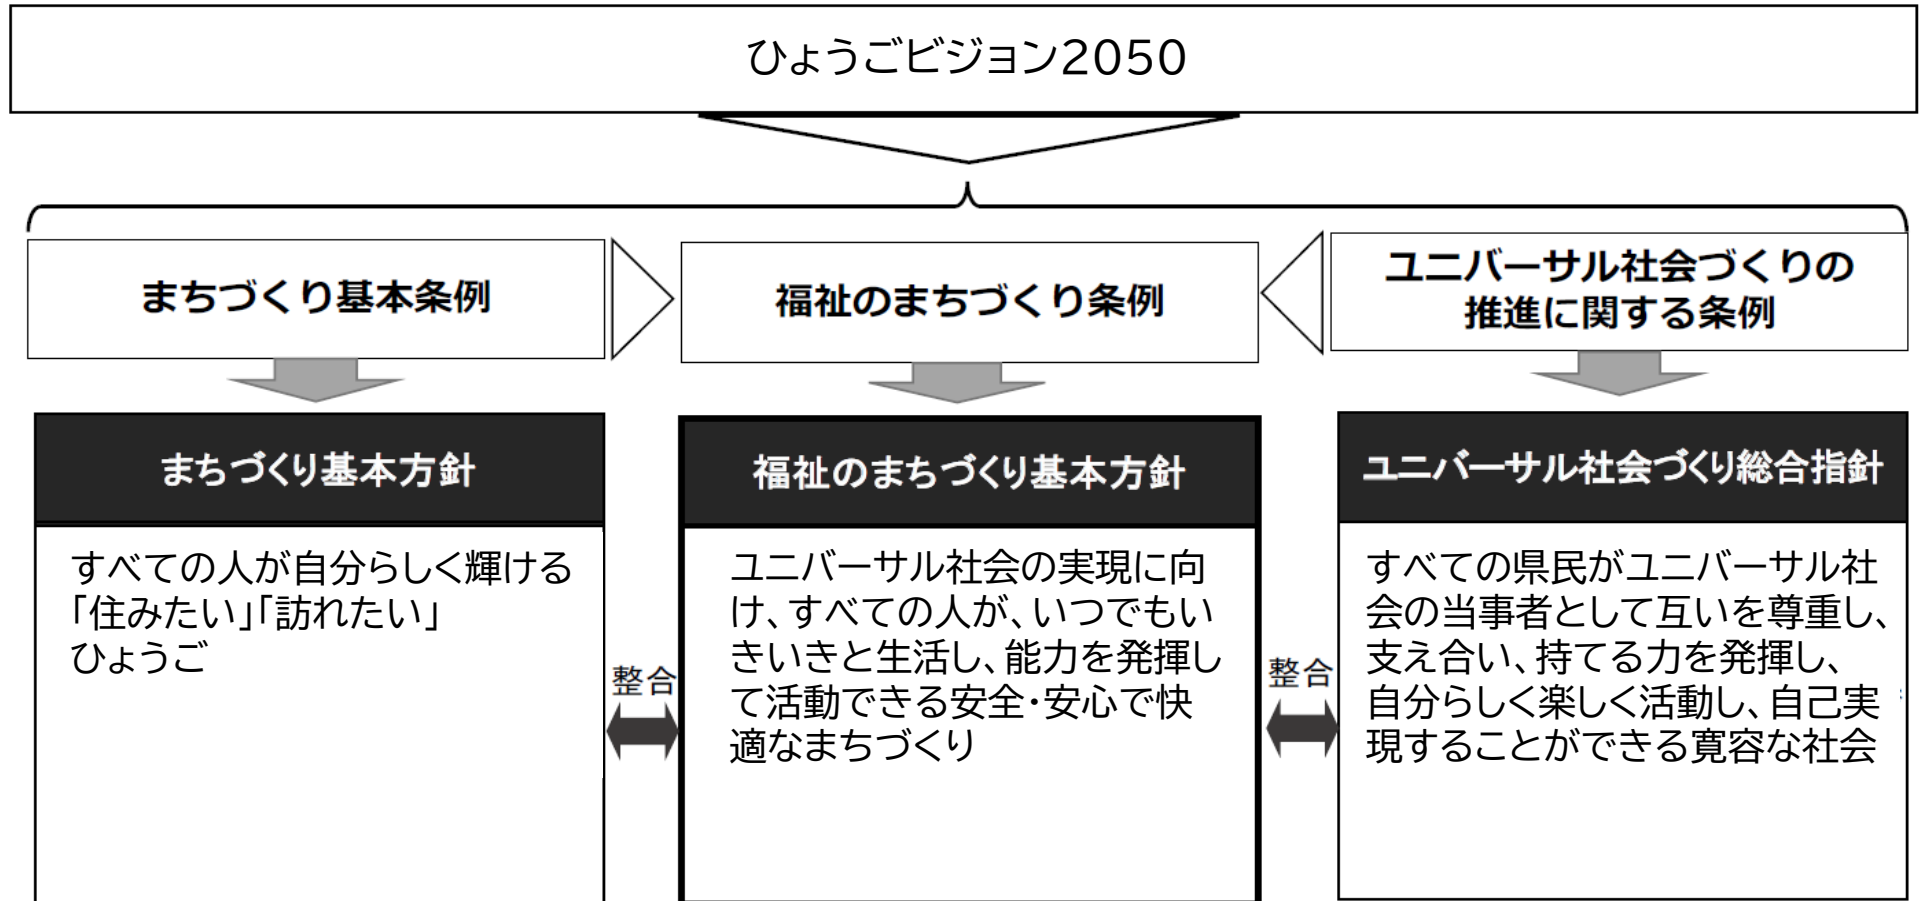 ひょうごビジョン2050
まちづくり基本条例
福祉のまちづくり条例
ユニバーサル社会づくりの
推進に関する条例
まちづくり基本方針
すべての人が自分らしく輝ける
「住みたい」「訪れたい」
ひょうご
整合
福祉のまちづくり基本方針
ユニバーサル社会の実現に向
け、すべての人が、いつでもい
きいきと生活し、能力を発揮し
て活動できる安全・安心で快
適なまちづくり
整合
ユニバーサル社会づくり総合指針
すべての県民がユニバーサル社
会の当事者として互いを尊重し、
支え合い、持てる力を発揮し、
自分らしく楽しく活動し、自己実
現することができる寛容な社会